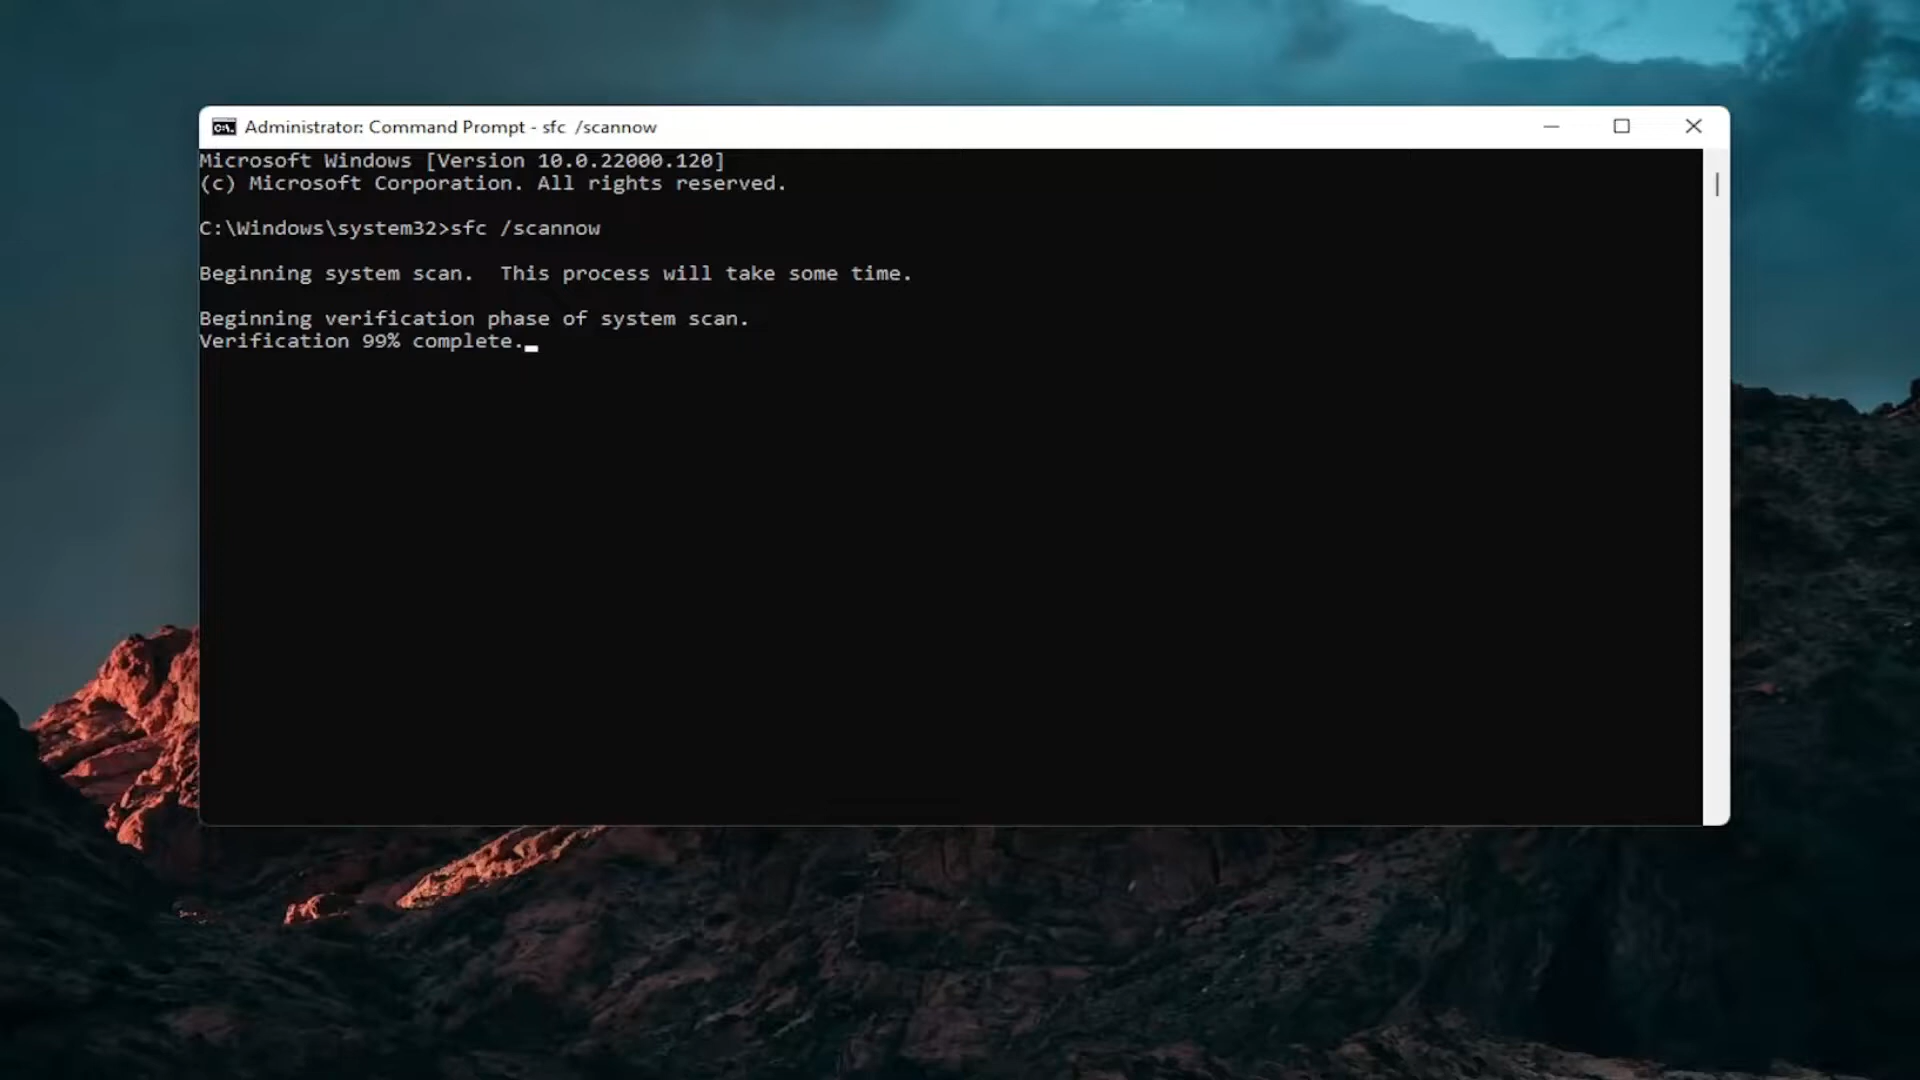 Administrator: Command Prompt - sfc  /scannow
Microsoft Windows [Version 10.0.22000.120]
(c) Microsoft Corporation. All rights reserved.
C:\Windows\system32>sfc /scannow
Beginning system scan.  This process will take some time.
Beginning verification phase of system scan.
Verification 99% complete.